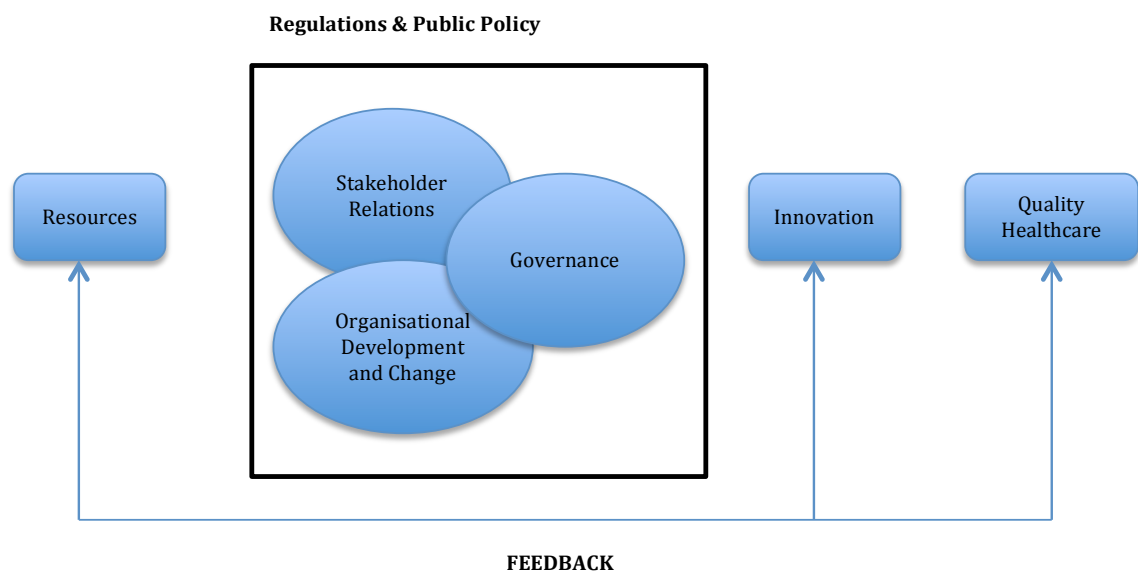 Regulations & Public Policy
Resources
Stakeholder
Relations
Governance
Organisational
Development
and Change
Innovation
Quality
Healthcare
FEEDBACK